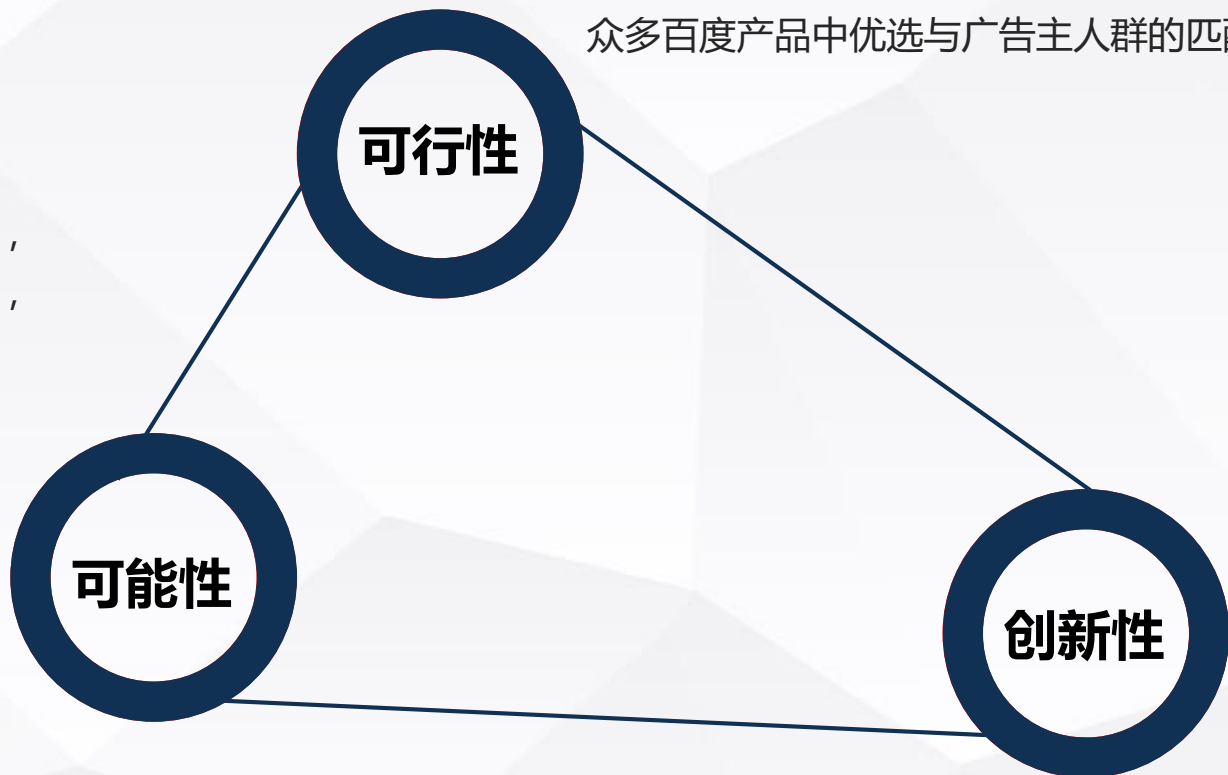 众多百度产品中优选与广告主人群的匹
可行性
，
，
可能性
创新性